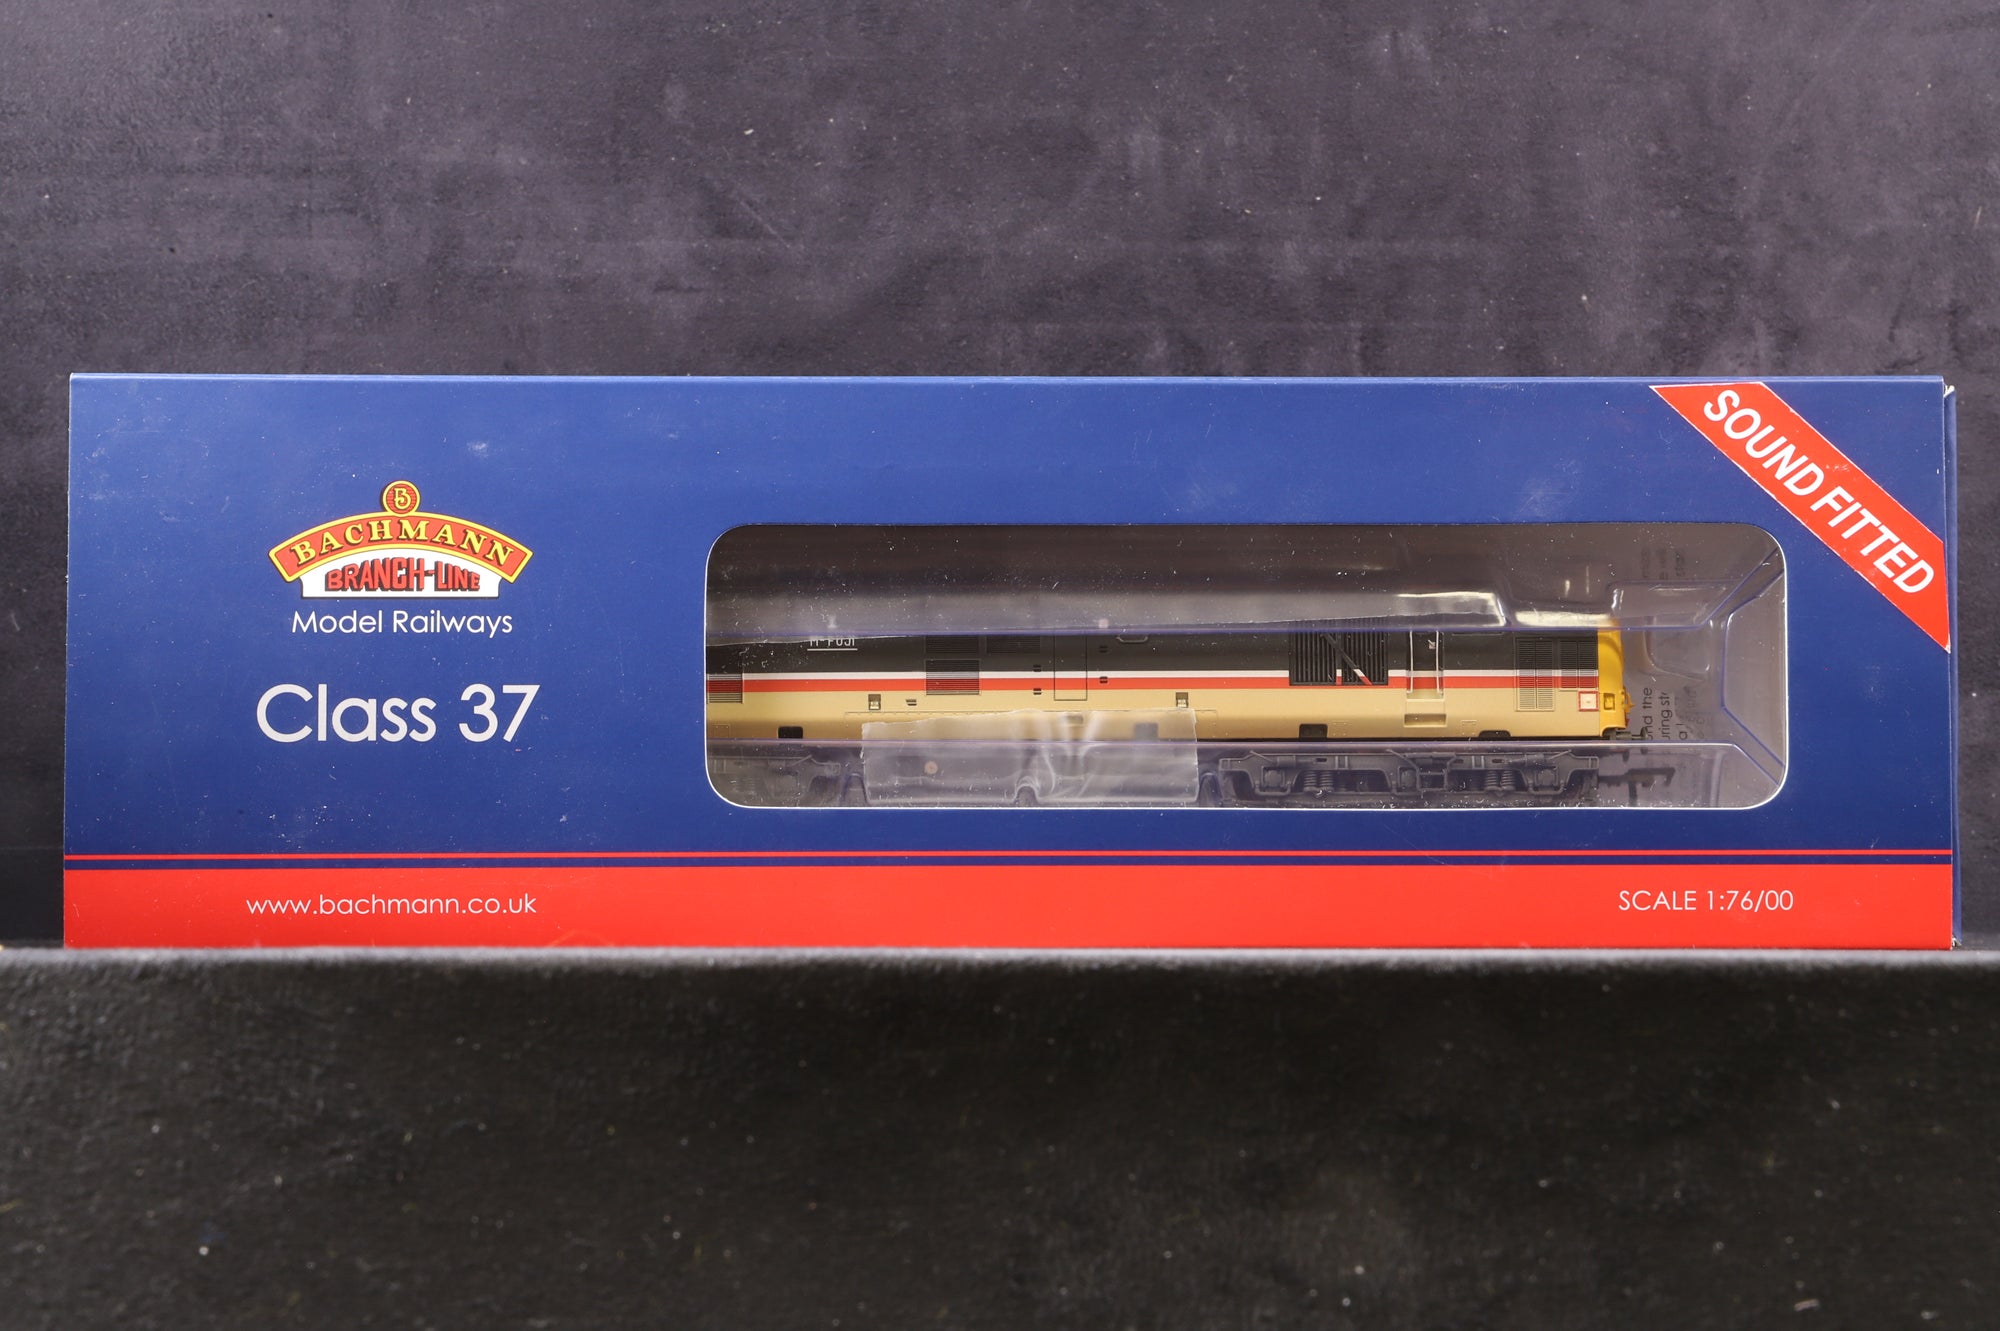 SOUND FITTED
B
BACHMANN
BRANCH-LINE
Model Railways
Class 37
www.bachmann.co.uk
SCALE 1:76/00